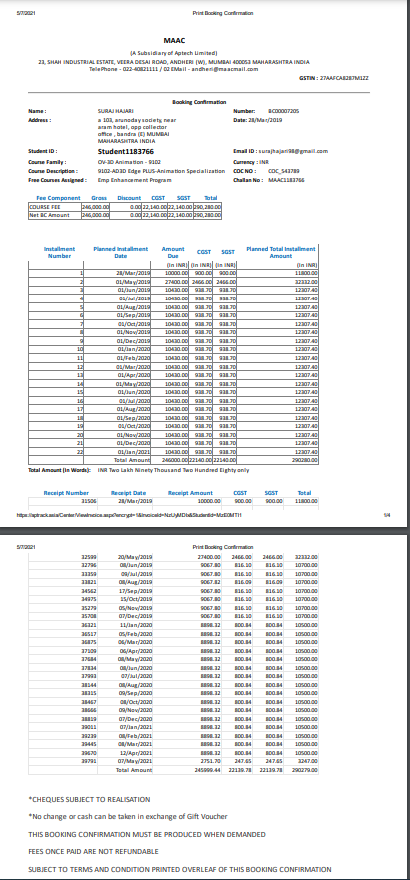 5/7/2021 Print Booking Confirmation
MAAC
(A Subsidiary of Aptech Limited)
23, SHAH INDUSTRIAL ESTATE, VEERA DESAI ROAD, ANDHERI (W), MUMBAI 400053 MAHARASHTRA INDIA
TelePhone - 022-40821111 / 02 EMail - andheri@maacmail.com
GSTIN : 27AAFCA8287M1ZZ
Booking Confirmation
Name : SURAJ HAJARI Number: BC00007205
Address : a 103, arunoday society, near Date: 28/Mar/2019
aram hotel, opp collector
office , bandra (E) MUMBAI
MAHARASHTRA INDIA
Student ID : Student1183766 Email ID : surajhajari98@gmail.com
Course Family : OV-3D Animation - 9102 Currency : INR
Course Description : 9102-AD3D Edge PLUS-Animation Specialization COC NO : COC_543789
Free Courses Assigned : Emp Enhancement Program Challan No : MAAC1183766
Fee Component Gross Discount CGST SGST Total
COURSE FEE 246,000.00 0.00 22,140.00 22,140.00 290,280.00
Net BC Amount 246,000.00 0.00 22,140.00 22,140.00 290,280.00
Installment Number Planned Installment Date Amount Due CGST SGST Planned Total Installment Amount
(In INR) (In INR) (In INR) (In INR)
1 28/Mar/2019 10000.00 900.00 900.00 11800.00
2 01/May/2019 27400.00 2466.00 2466.00 32332.00
3 01/Jun/2019 10430.00 938.70 938.70 12307.40
4 01/Jul/2019 10430.00 938.70 938.70 12307.40
5 01/Aug/2019 10430.00 938.70 938.70 12307.40
6 01/Sep/2019 10430.00 938.70 938.70 12307.40
7 01/Oct/2019 10430.00 938.70 938.70 12307.40
8 01/Nov/2019 10430.00 938.70 938.70 12307.40
9 01/Dec/2019 10430.00 938.70 938.70 12307.40
10 01/Jan/2020 10430.00 938.70 938.70 12307.40
11 01/Feb/2020 10430.00 938.70 938.70 12307.40
12 01/Mar/2020 10430.00 938.70 938.70 12307.40
13 01/Apr/2020 10430.00 938.70 938.70 12307.40
14 01/May/2020 10430.00 938.70 938.70 12307.40
15 01/Jun/2020 10430.00 938.70 938.70 12307.40
16 01/Jul/2020 10430.00 938.70 938.70 12307.40
17 01/Aug/2020 10430.00 938.70 938.70 12307.40
18 01/Sep/2020 10430.00 938.70 938.70 12307.40
19 01/Oct/2020 10430.00 938.70 938.70 12307.40
20 01/Nov/2020 10430.00 938.70 938.70 12307.40
21 01/Dec/2020 10430.00 938.70 938.70 12307.40
22 01/Jan/2021 10430.00 938.70 938.70 12307.40
Total Amount 246000.00 22140.00 22140.00 290280.00
Total Amount (In Words): INR Two Lakh Ninety Thousand Two Hundred Eighty only
Receipt Number Receipt Date Receipt Amount CGST SGST Total
31506 28/Mar/2019 10000.00 900.00 900.00 11800.00
1/4
5/7/2021 Print Booking Confirmation
32599 20/May/2019 27400.00 2466.00 2466.00 32332.00
32796 08/Jun/2019 9067.80 816.10 816.10 10700.00
33359 09/Jul/2019 9067.80 816.10 816.10 10700.00
33821 08/Aug/2019 9067.82 816.09 816.09 10700.00
34562 17/Sep/2019 9067.80 816.10 816.10 10700.00
34975 15/Oct/2019 9067.80 816.10 816.10 10700.00
35279 05/Nov/2019 9067.80 816.10 816.10 10700.00
35708 07/Dec/2019 9067.80 816.10 816.10 10700.00
36321 11/Jan/2020 8898.32 800.84 800.84 10500.00
36517 05/Feb/2020 8898.32 800.84 800.84 10500.00
36875 06/Mar/2020 8898.32 800.84 800.84 10500.00
37109 06/Apr/2020 8898.32 800.84 800.84 10500.00
37684 08/May/2020 8898.32 800.84 800.84 10500.00
37834 08/Jun/2020 8898.32 800.84 800.84 10500.00
37993 07/Jul/2020 8898.32 800.84 800.84 10500.00
38144 08/Aug/2020 8898.32 800.84 800.84 10500.00
38315 09/Sep/2020 8898.32 800.84 800.84 10500.00
38467 08/Oct/2020 8898.32 800.84 800.84 10500.00
38666 09/Nov/2020 8898.32 800.84 800.84 10500.00
38819 07/Dec/2020 8898.32 800.84 800.84 10500.00
39011 07/Jan/2021 8898.32 800.84 800.84 10500.00
39239 08/Feb/2021 8898.32 800.84 800.84 10500.00
39445 08/Mar/2021 8898.32 800.84 800.84 10500.00
39670 12/Apr/2021 8898.32 800.84 800.84 10500.00
39791 07/May/2021 2751.70 247.65 247.65 3247.00
Total Amount 245999.44 22139.78 22139.78 290279.00
*CHEQUES SUBJECT TO REALISATION
*No change or cash can be taken in exchange of Gift Voucher
THIS BOOKING CONFIRMATION MUST BE PRODUCED WHEN DEMANDED
FEES ONCE PAID ARE NOT REFUNDABLE
SUBJECT TO TERMS AND CONDITION PRINTED OVERLEAF OF THIS BOOKING CONFIRMATION